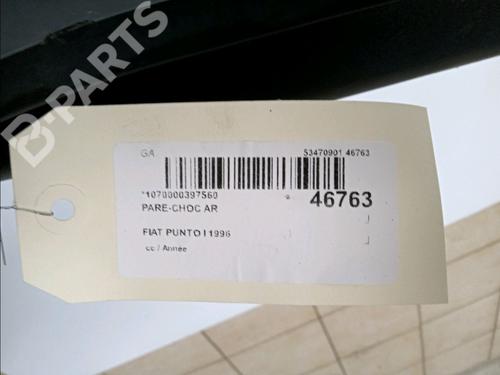 B-PARTS
GA 53470901 46763
*1070000397560 46763
PARE-CHOC AR
FIAT PUNTO I 1996
cc / Année